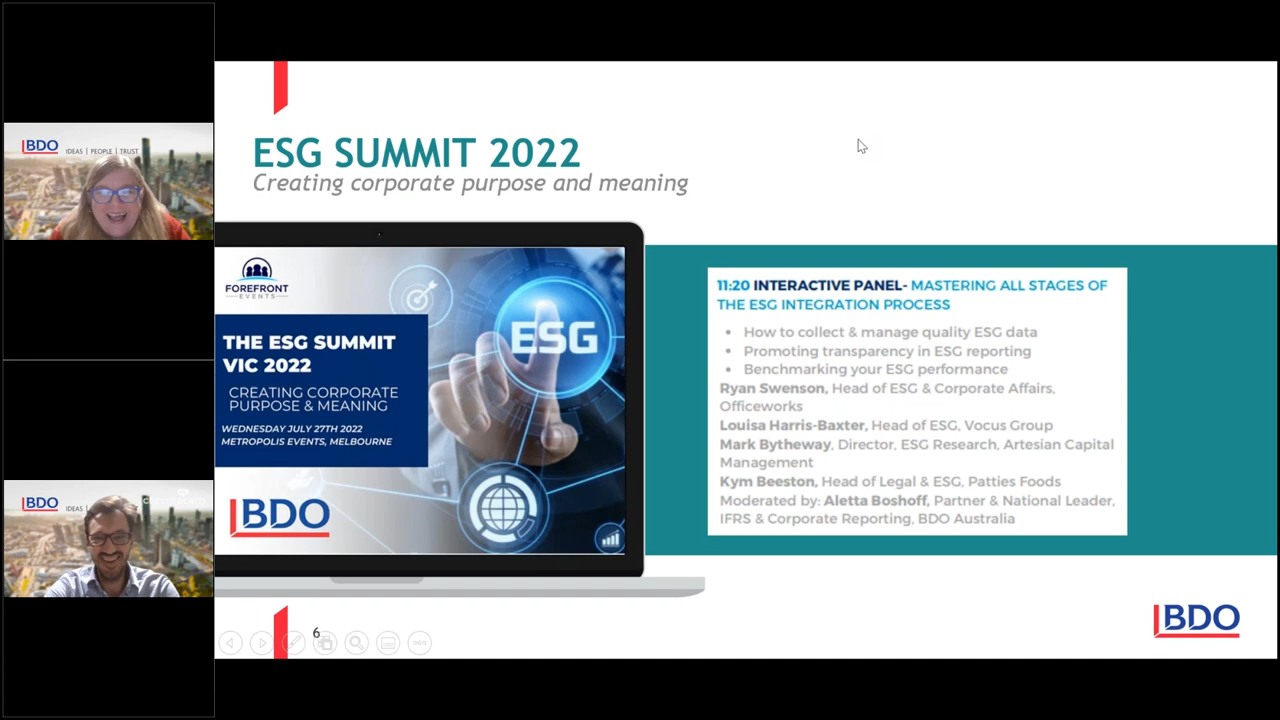 BDO IDEAS | PEOPLE | TRUST
BDO IDEAS
ESG SUMMIT 2022
Creating corporate purpose and meaning
FOREFRONT
EVENTS
THE ESG SUMMIT
VIC 2022
CREATING CORPORATE
PURPOSE & MEANING
WEDNESDAY JULY 27TH 2022
METROPOLIS EVENTS, MELBOURNE
BDO
ESG
11:20 INTERACTIVE PANEL- MASTERING ALL STAGES OF
THE ESG INTEGRATION PROCESS
• How to collect & manage quality ESG data
• Promoting transparency in ESG reporting
• Benchmarking your ESG performance
Ryan Swenson, Head of ESG & Corporate Affairs,
Officeworks
Louisa Harris-Baxter, Head of ESG, Vocus Group
Mark Bytheway, Director, ESG Research, Artesian Capital
Management
Kym Beeston, Head of Legal & ESG, Patties Foods
Moderated by: Aletta Boshoff, Partner & National Leader,
IFRS & Corporate Reporting, BDO Australia
6
BDO